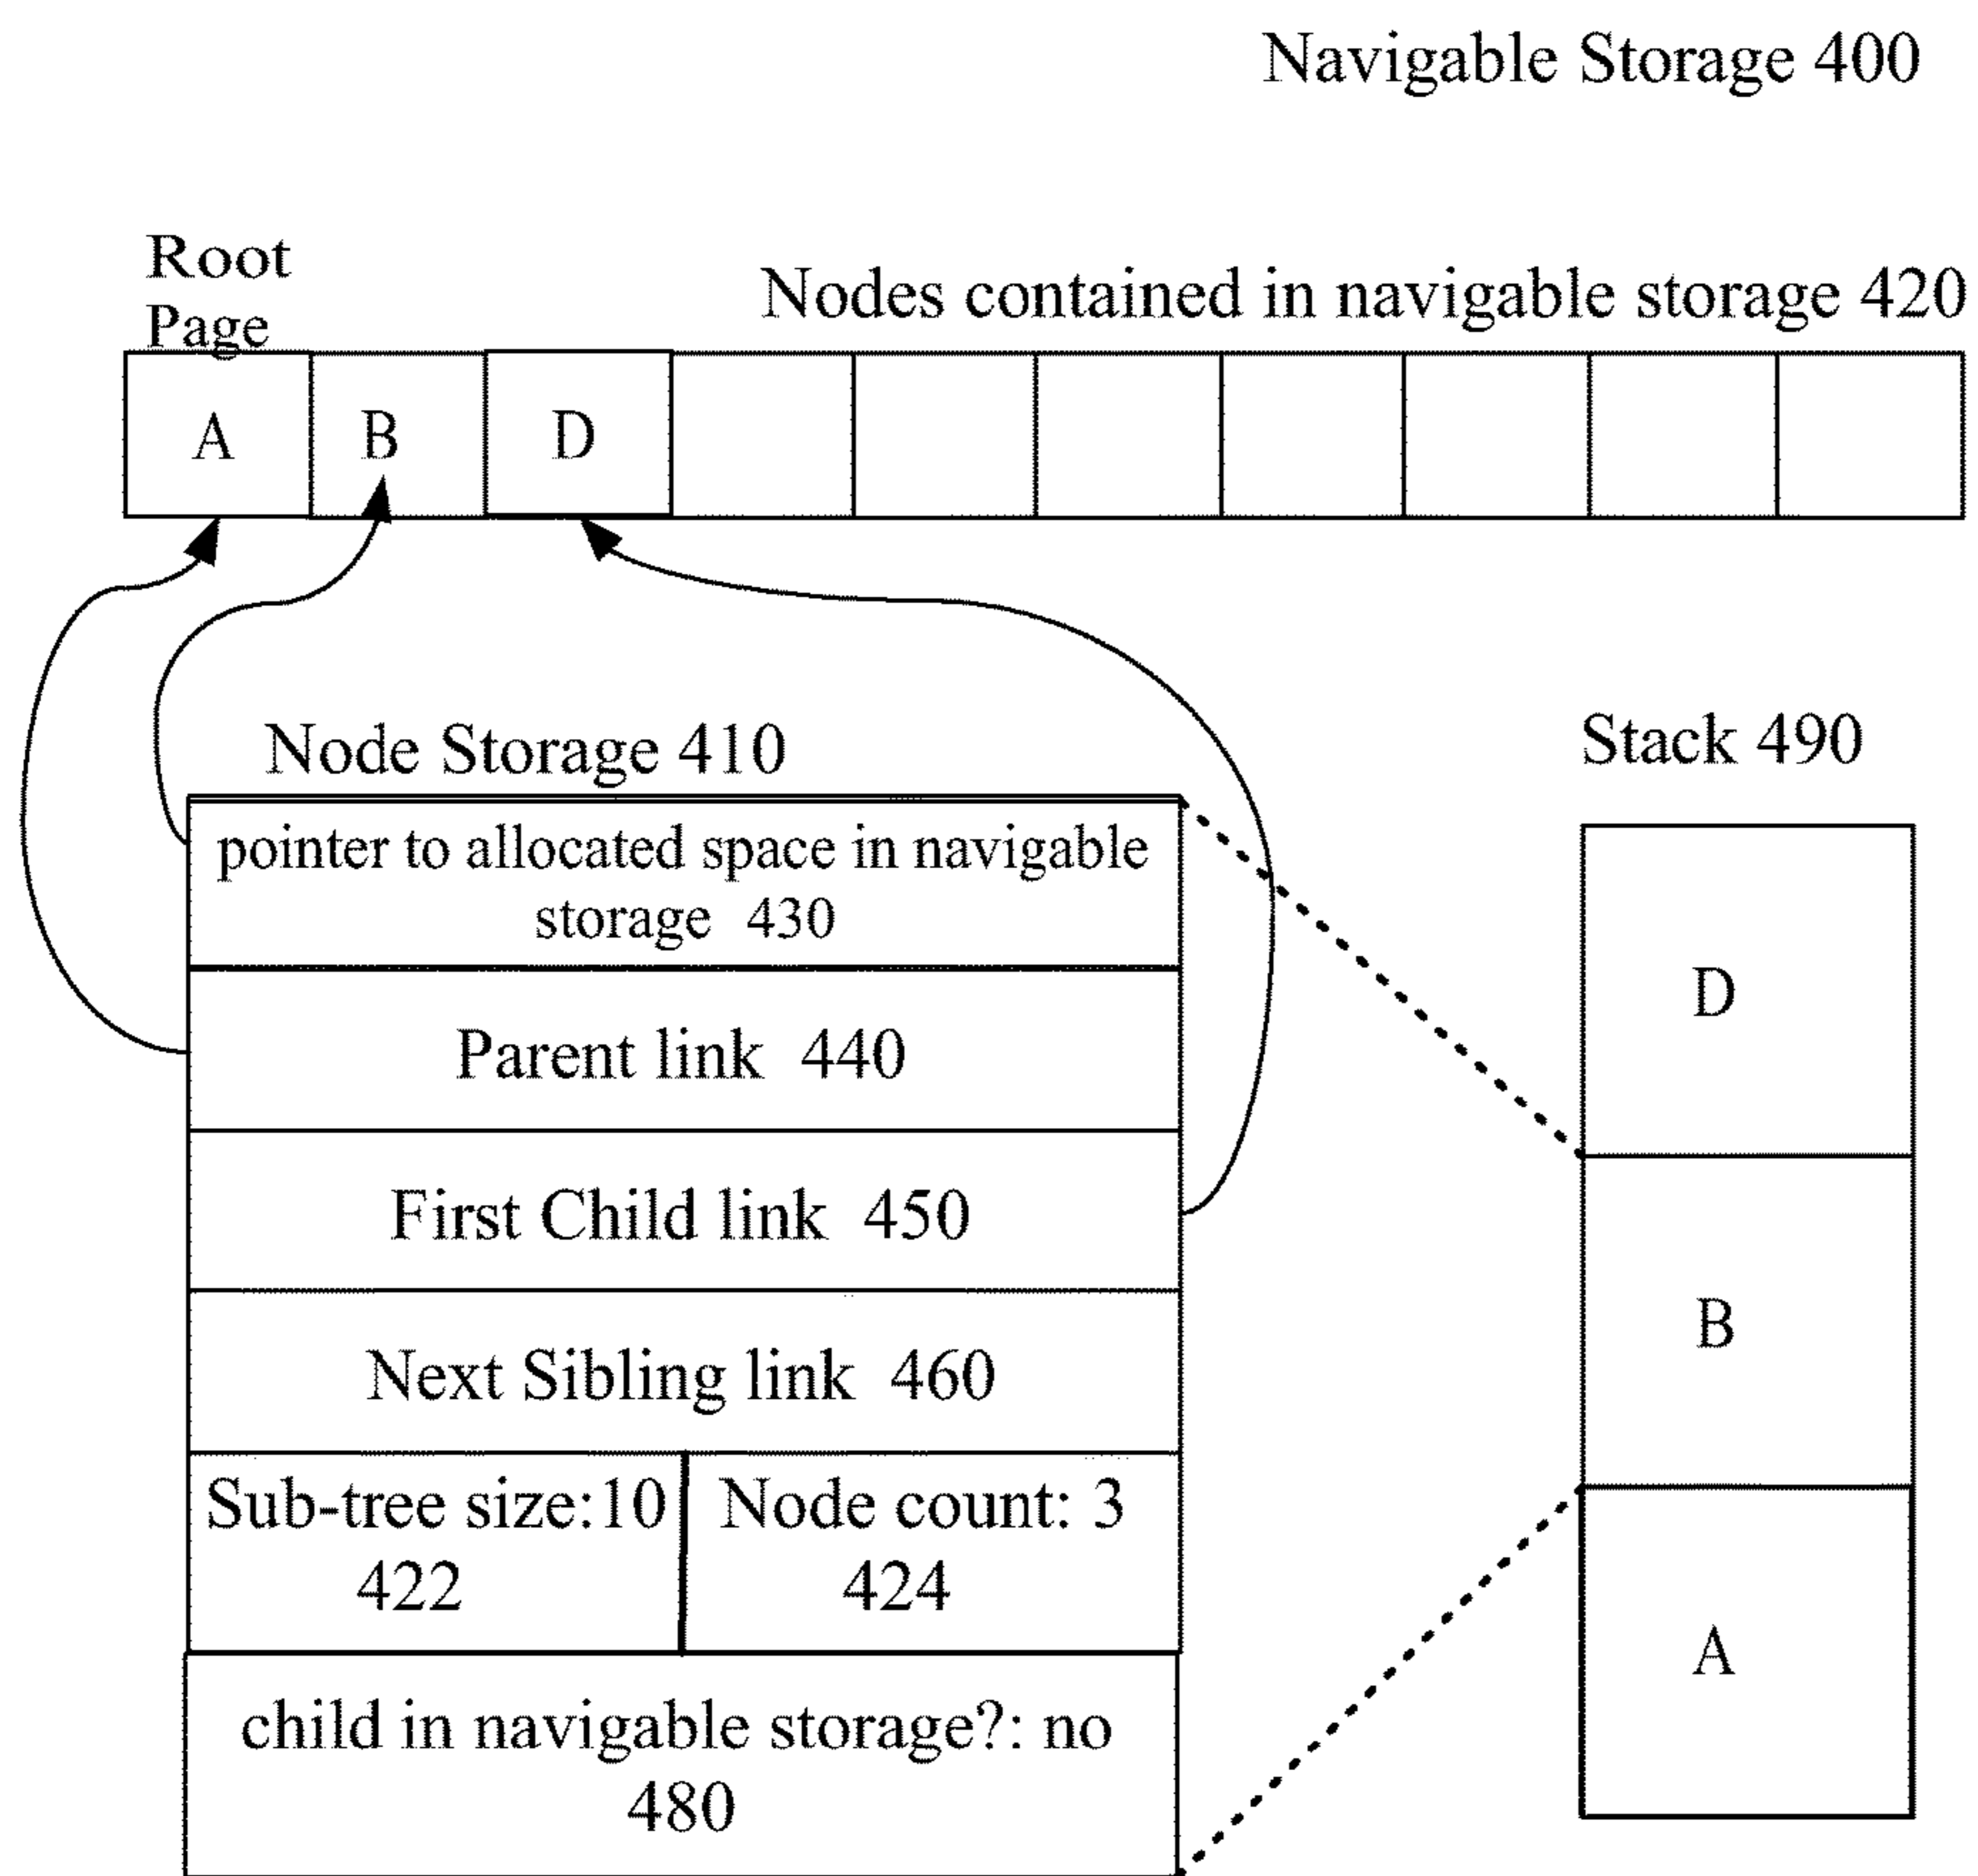 Navigable Storage 400
Root
Page
Nodes contained in navigable storage 420
A
B
D
Node Storage 410
Stack 490
pointer to allocated space in navigable
storage 430
Parent link 440
First Child link 450
Next Sibling link 460
Sub-tree size:10
422
Node count: 3
424
child in navigable storage?: no
480
D
B
A